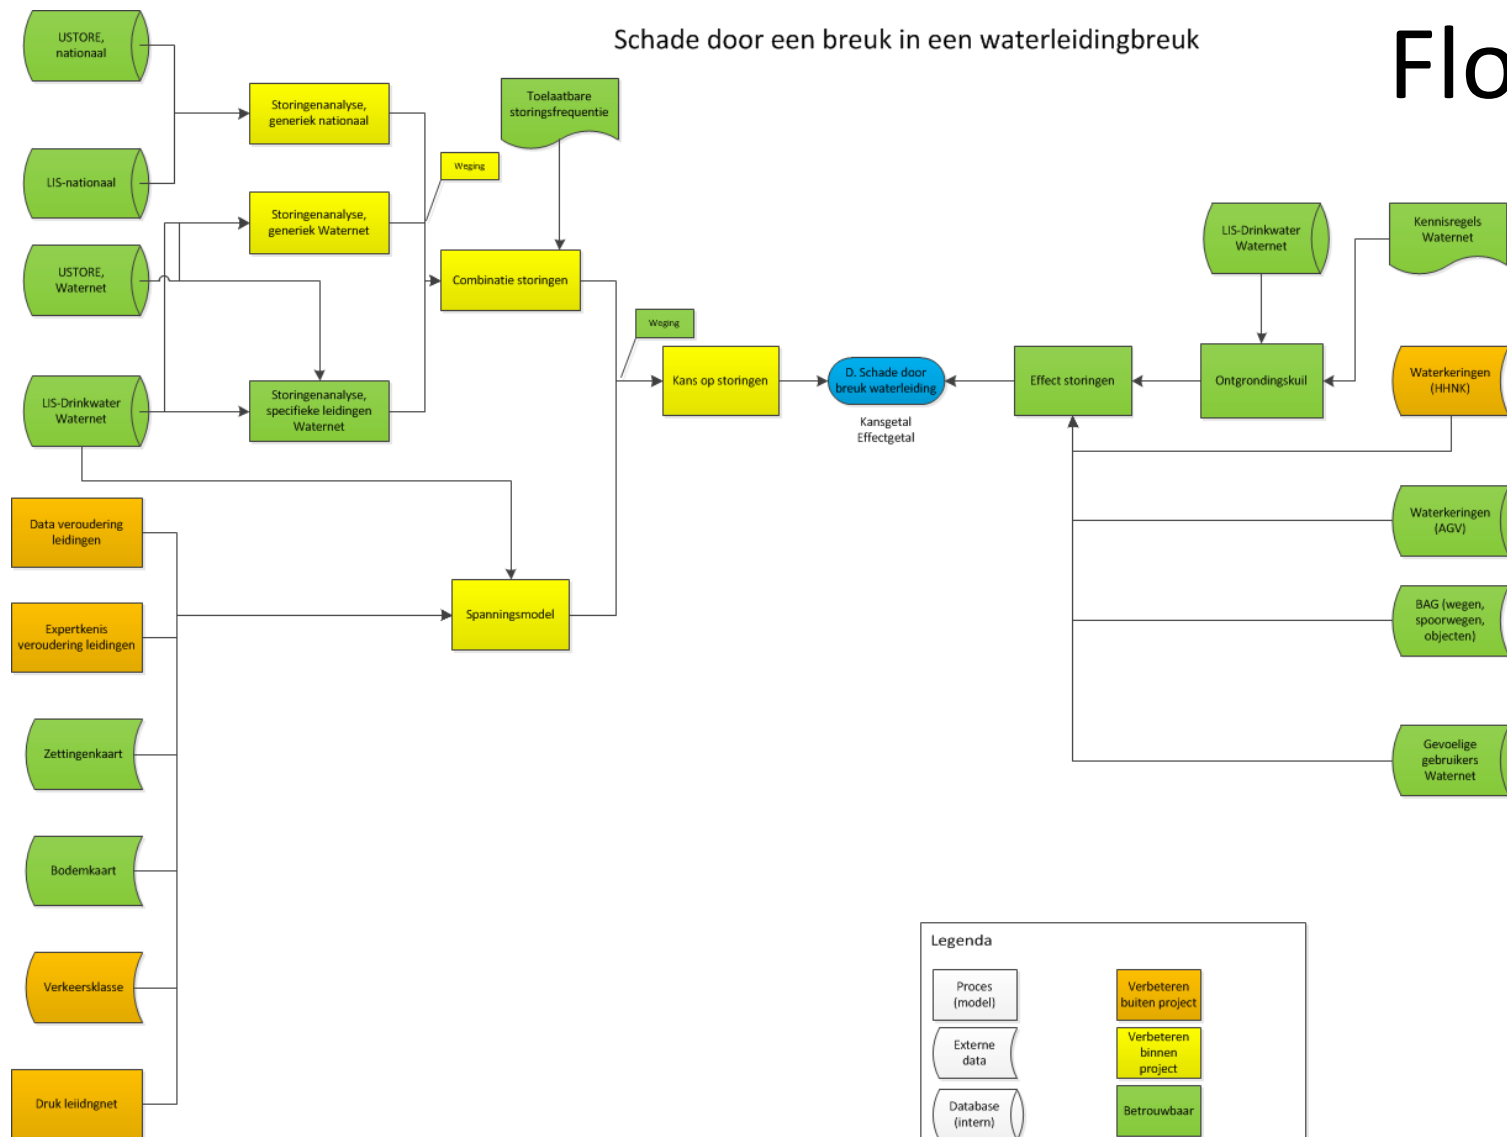 Schade door een breuk in een waterleidingbreuk
Flo
USTORE,
nationaal
LIS-nationaal
USTORE,
Waternet
LIS-Drinkwater
Waternet
Data veroudering
leidingen
Expertkenis
veroudering leidingen
Zettingenkaart
Bodemkaart
Verkeersklasse
Druk leiidngnet
Storingenanalyse,
generiek nationaal
Storingenanalyse,
generiek Waternet
Storingenanalyse,
specifieke leidingen
Waternet
Weging
Toelaatbare
storingsfrequentie
Combinatie storingen
Spanningsmodel
Weging
Kans op storingen
D. Schade door
breuk waterleiding
Kansgetal
Effectgetal
Effect storingen
Ontgrondingskuil
LIS-Drinkwater
Waternet
Kennisregels
Waternet
Waterkeringen
(HHNK)
Waterkeringen
(AGV)
BAG (wegen,
spoorwegen,
objecten)
Gevoelige
gebruikers
Waternet
Legenda
Proces
(model)
Externe
data
Database
(intern)
Verbeteren
buiten project
Verbeteren
binnen
project
Betrouwbaar